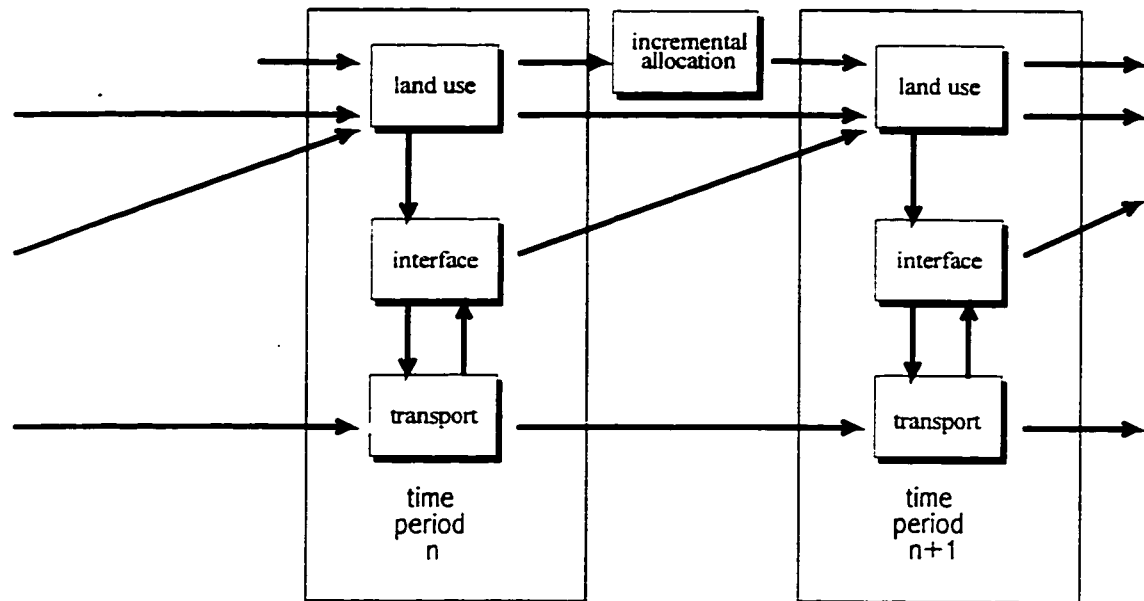 incremental
allocation
land use
land use
interface
interface
transport
transport
time
period
n
time
period
n+1